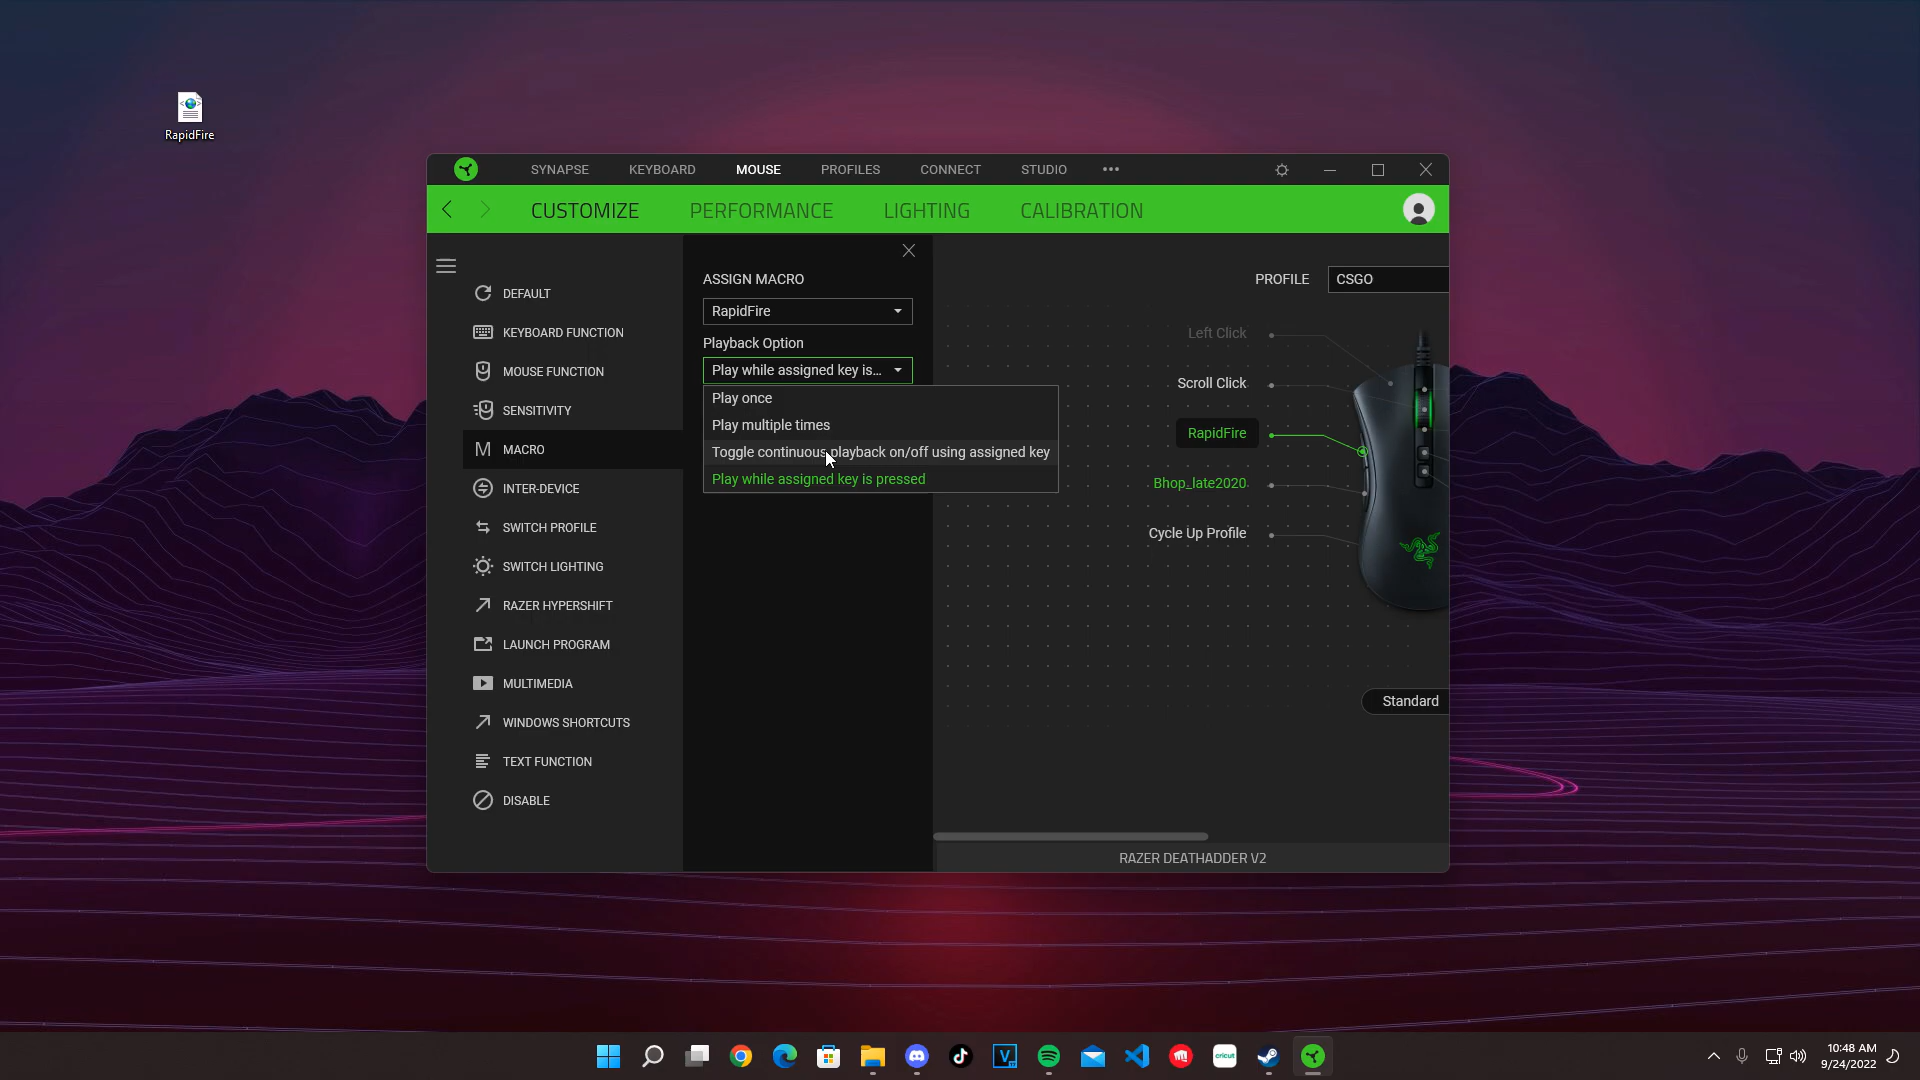 RapidFire
SYNAPSE KEYBOARD MOUSE PROFILES CONNECT STUDIO
CUSTOMIZE PERFORMANCE LIGHTING CALIBRATION
DEFAULT
KEYBOARD FUNCTION
MOUSE FUNCTION
SENSITIVITY
M MACRO
INTER-DEVICE
SWITCH PROFILE
SWITCH LIGHTING
RAZER HYPERSHIFT
LAUNCH PROGRAM
MULTIMEDIA
WINDOWS SHORTCUTS
TEXT FUNCTION
DISABLE
ASSIGN MACRO
RapidFire
Playback Option
Play while assigned key is...
Play once
Play multiple times
Toggle continuous playback on/off using assigned key
Play while assigned key is pressed
PROFILE CSGO
Left Click
Scroll Click
RapidFire
Bhop_late2020
Cycle Up Profile
Standard
RAZER DEATHADDER V2
V
cricut
10:48 AM
9/24/2022